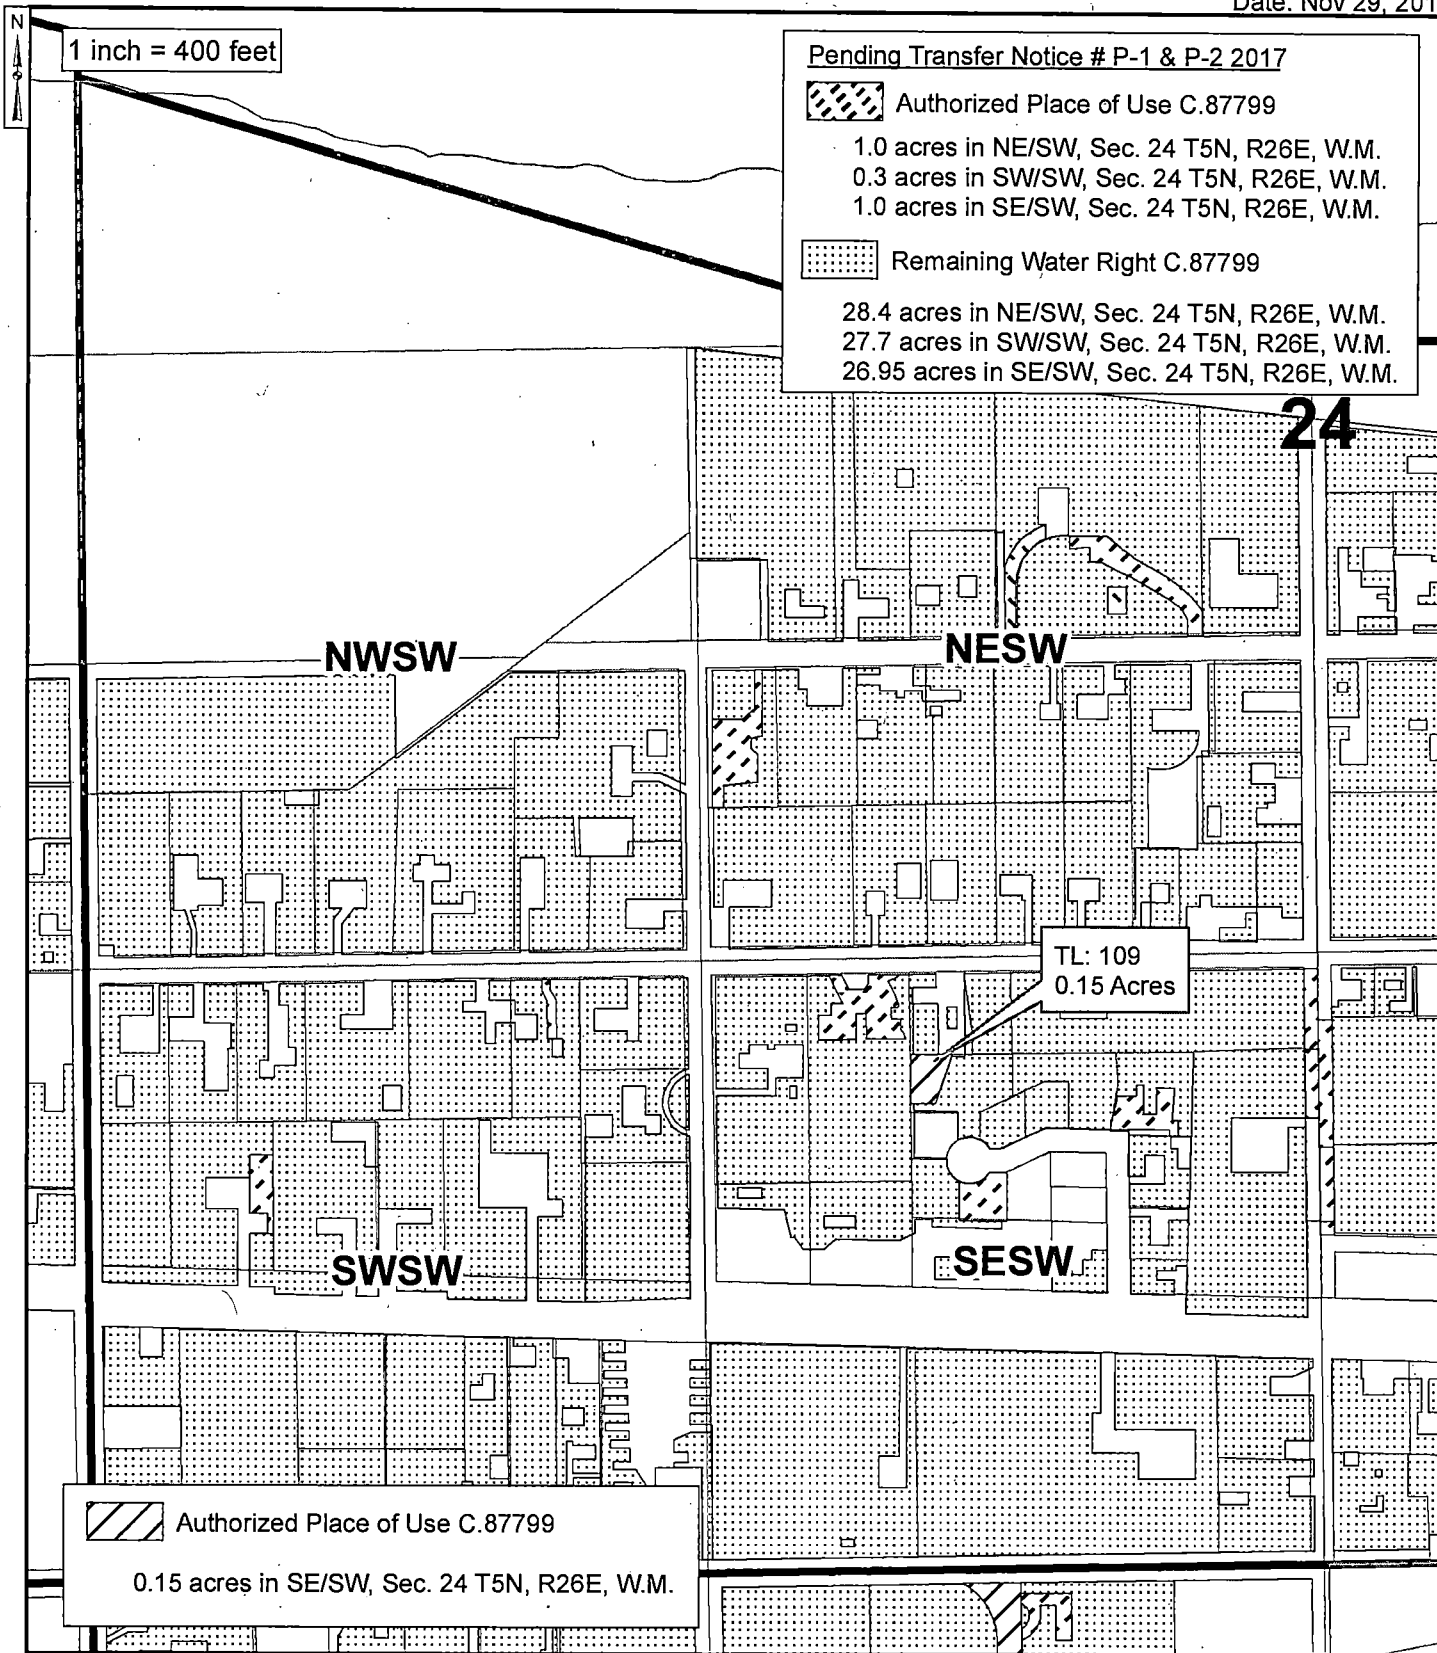 Date: Nov 29, 201
N
1 inch = 400 feet
Pending Transfer Notice # P-1 & P-2 2017
Authorized Place of Use C.87799
1.0 acres in NE/SW, Sec. 24 T5N, R26E, W.M.
0.3 acres in SW/SW, Sec. 24 T5N, R26E, W.M.
1.0 acres in SE/SW, Sec. 24 T5N, R26E, W.M.
Remaining Water Right C.87799
28.4 acres in NE/SW, Sec. 24 T5N, R26E, W.M.
27.7 acres in SW/SW, Sec. 24 T5N, R26E, W.M.
26.95 acres in SE/SW, Sec. 24 T5N, R26E, W.M.
24
NWSW
NESW
TL: 109
0.15 Acres
SWSW
SESW
Authorized Place of Use C.87799
0.15 acres in SE/SW, Sec. 24 T5N, R26E, W.M.